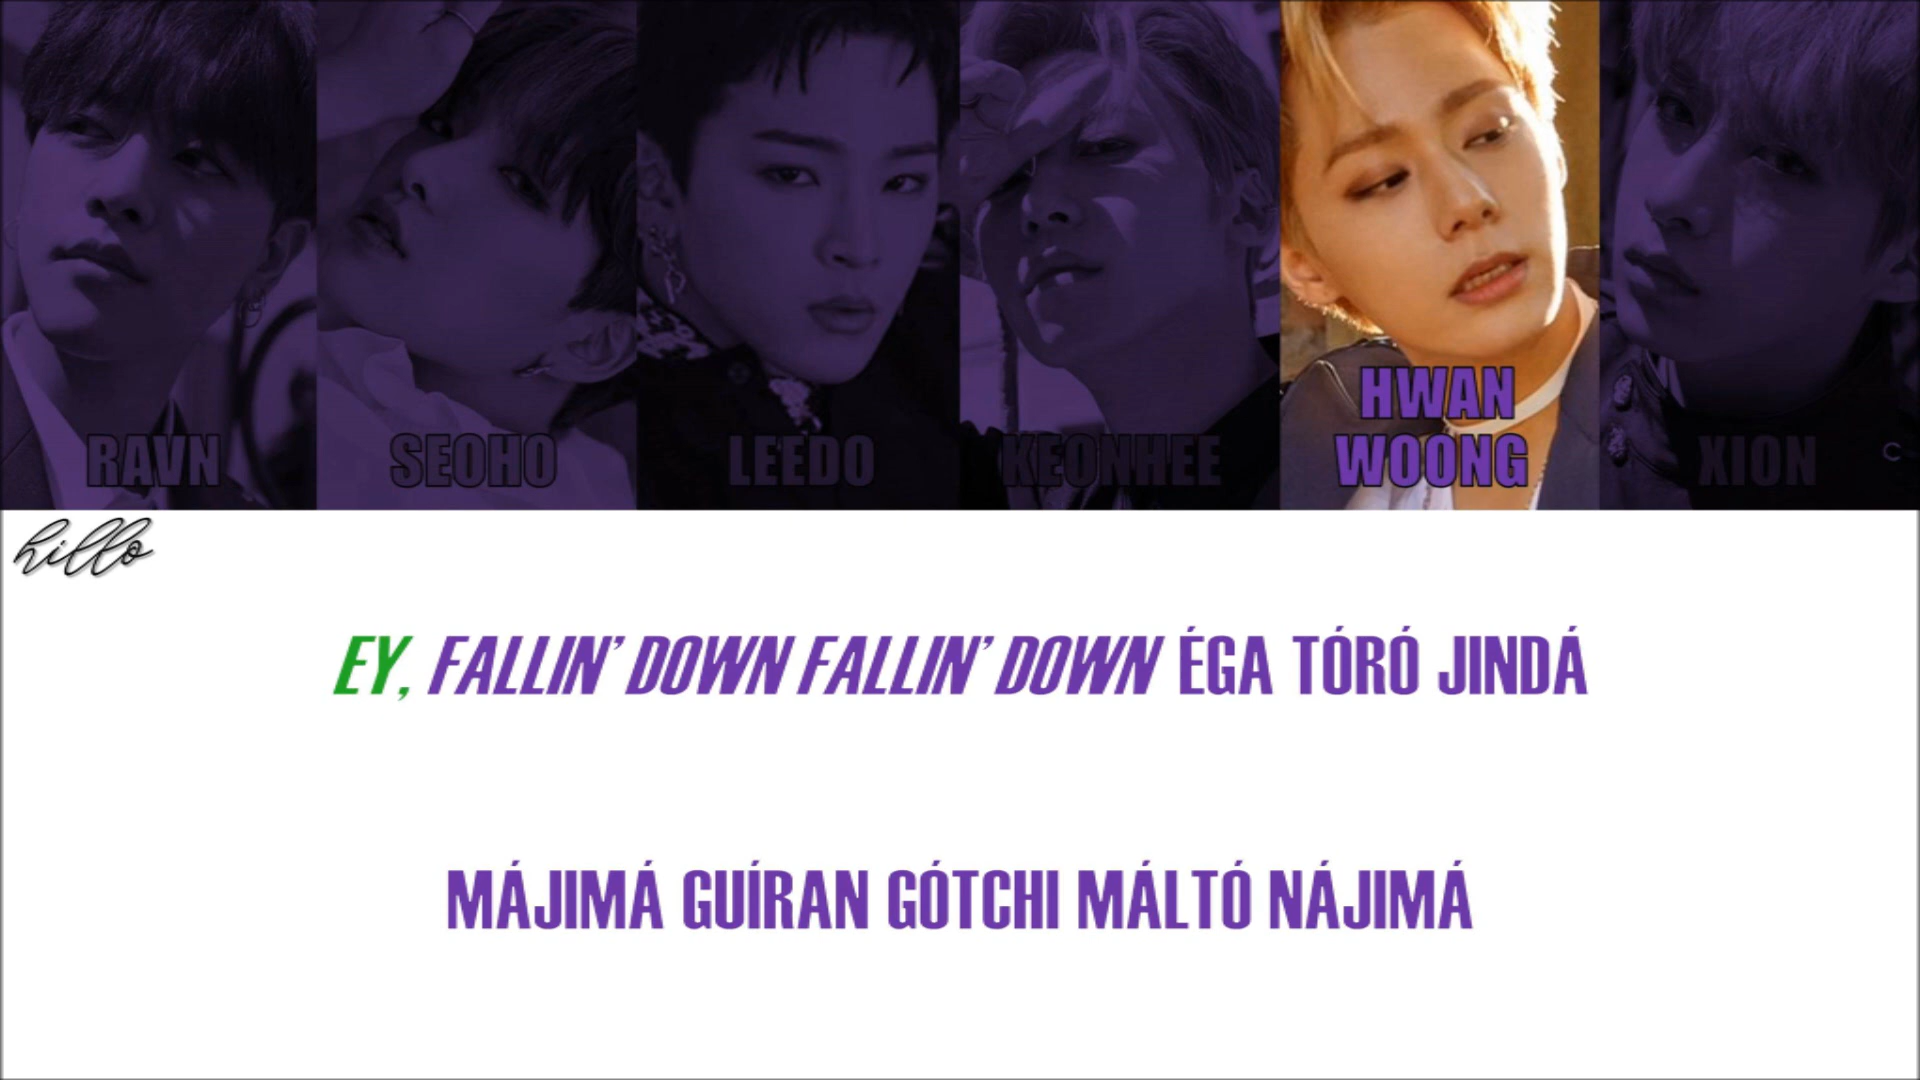 RAVN
SEOHO
LEEDO
KEONHEE
HWAN
WOONG
XION
C
hillo
EY, FALLIN' DOWN FALLIN' DOWN ÉGA TÓRÓ JINDÁ
MÁJIMÁ GUÍRAN GÓTCHI MÁLTÓ NÁJIMÁ